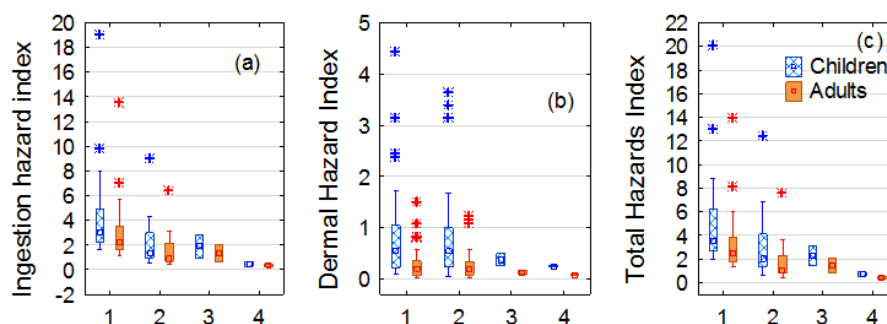 Ingestion hazard index
20
18
16
14
12
10
8
6
4
2
0
-2
(a)
1 2 3 4
Dermal Hazard Index
5
4
3
2
1
0
(b)
1 2 3 4
Total Hazards Index
22
20
18
16
14
12
10
8
6
4
2
0
-2
(c)
Children
Adults
1 2 3 4